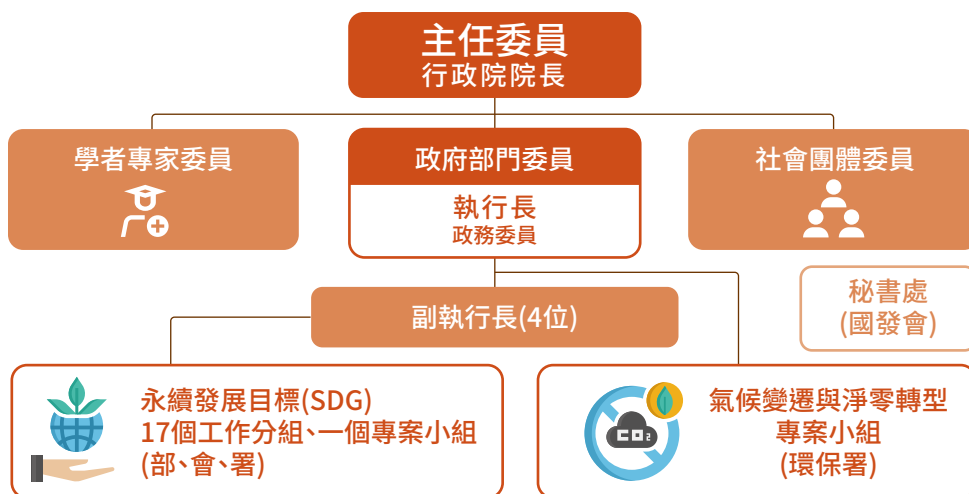 主任委員
行政院院長
學者專家委員
政府部門委員
執行長
政務委員
社會團體委員
秘書處
(國發會)
副執行長(4位)
永續發展目標(SDG)
17個工作分組、一個專案小組
(部、會、署)
CO2
氣候變遷與淨零轉型
專案小組
(環保署)